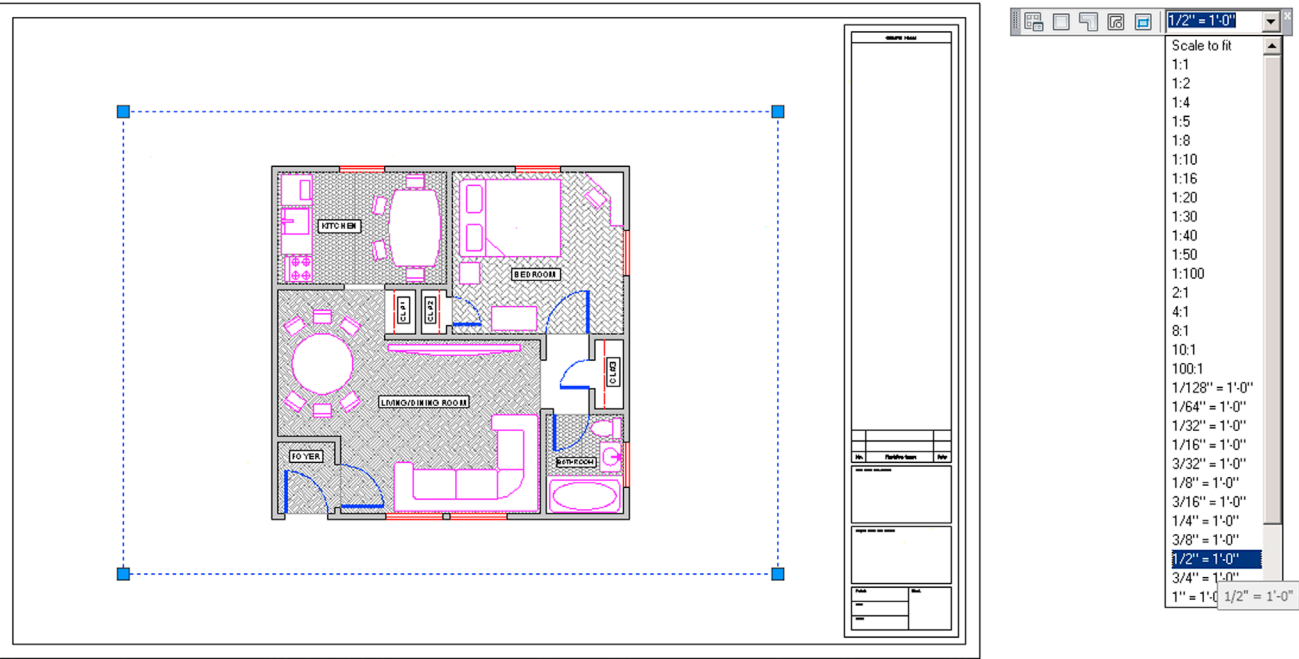 KITCHEN
BEDROOM
CL#1
CL#2
CL#3
LIVING/DINING ROOM
FOYER
BATHROOM
No.
Date
1/2" = 1'-0"
Scale to fit
1:1
1:2
1:4
1:5
1:8
1:10
1:16
1:20
1:30
1:40
1:50
1:100
2:1
4:1
8:1
10:1
100:1
1/128" = 1'-0"
1/64" = 1'-0"
1/32" = 1'-0"
1/16" = 1'-0"
3/32" = 1'-0"
1/8" = 1'-0"
3/16" = 1'-0"
1/4" = 1'-0"
3/8" = 1'-0"
1/2" = 1'-0"
3/4" = 1'-0"
1" = 1'-0
1/2" = 1'-0"